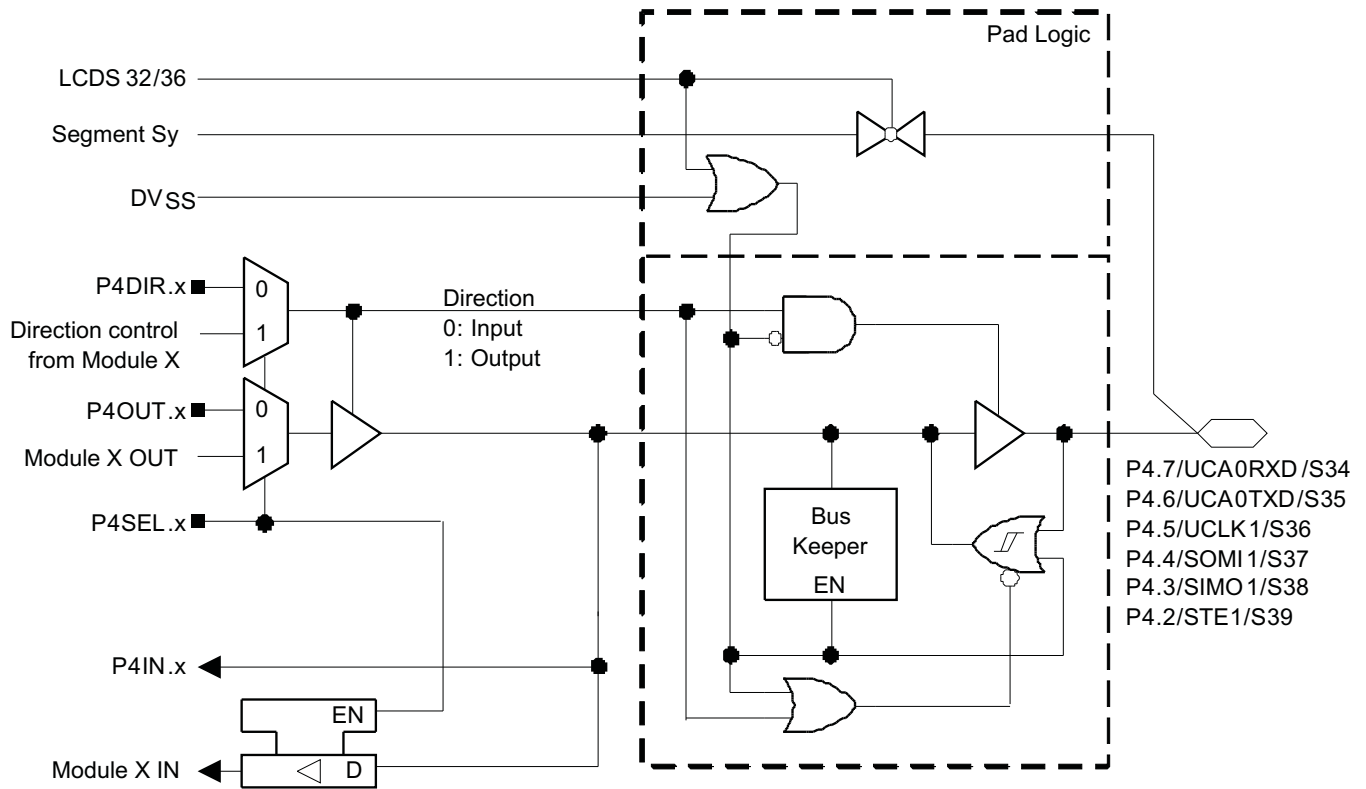 Pad Logic
LCDS 32/36
Segment Sy
DVSS
P4DIR.x
0
1
Direction control
from Module X
Direction
0: Input
1: Output
P4OUT.x
0
1
Module X OUT
P4SEL.x
Bus
Keeper
EN
P4.7/UCA0RXD/S34
P4.6/UCA0TXD/S35
P4.5/UCLK1/S36
P4.4/SOMI1/S37
P4.3/SIMO1/S38
P4.2/STE1/S39
P4IN.x
EN
D
Module X IN